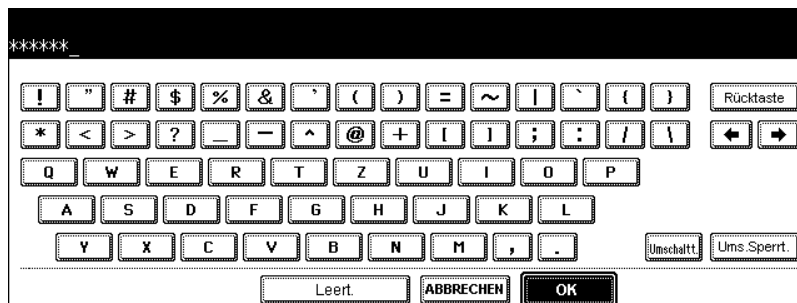 ******_
! " # $ % & ' ( ) = ~ | ` { } Rücktaste
* < > ? _ - ^ @ + [ ] ; : / \ ← →
Q W E R T Z U I O P
A S D F G H J K L
Y X C V B N M , . Umschaltt. Ums.Sperrt.
Leert. ABBRECHEN OK